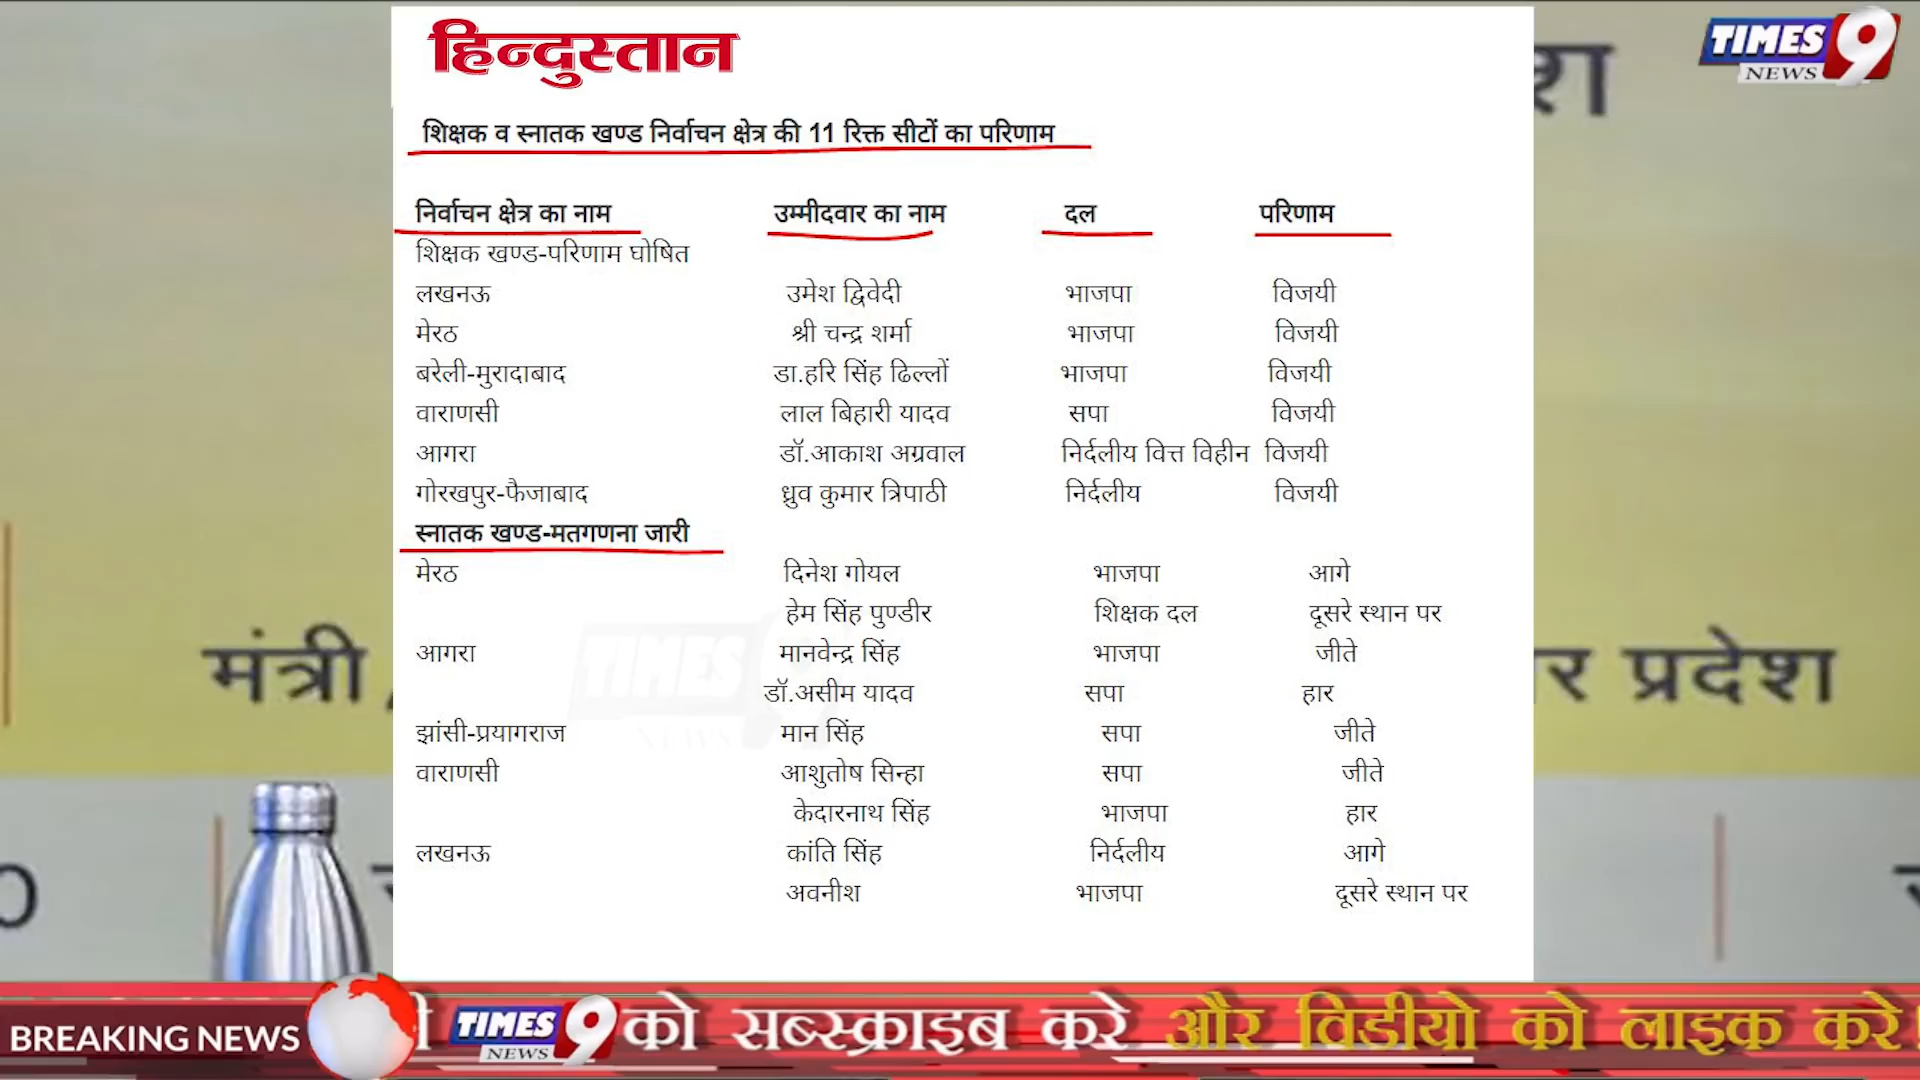 हिन्दुस्तान
TIMES 9
NEWS
शिक्षक व स्नातक खण्ड निर्वाचन क्षेत्र की 11 रिक्त सीटों का परिणाम
निर्वाचन क्षेत्र का नाम उम्मीदवार का नाम दल परिणाम
शिक्षक खण्ड-परिणाम घोषित
लखनऊ उमेश द्विवेदी भाजपा विजयी
मेरठ श्री चन्द्र शर्मा भाजपा विजयी
बरेली-मुरादाबाद डा.हरि सिंह ढिल्लों भाजपा विजयी
वाराणसी लाल बिहारी यादव सपा विजयी
आगरा डॉ.आकाश अग्रवाल निर्दलीय वित्त विहीन विजयी
गोरखपुर-फैजाबाद ध्रुव कुमार त्रिपाठी निर्दलीय विजयी
स्नातक खण्ड-मतगणना जारी
मेरठ दिनेश गोयल भाजपा आगे
हेम सिंह पुण्डीर शिक्षक दल दूसरे स्थान पर
आगरा मानवेन्द्र सिंह भाजपा जीते
डॉ.असीम यादव सपा हार
झांसी-प्रयागराज मान सिंह सपा जीते
वाराणसी आशुतोष सिन्हा सपा जीते
केदारनाथ सिंह भाजपा हार
लखनऊ कांति सिंह निर्दलीय आगे
अवनीश भाजपा दूसरे स्थान पर
TIMES 9
NEWS
मंत्री,
प्रदेश
BREAKING NEWS
TIMES 9 NEWS को सब्स्क्राइब करे और विडीयो को लाइक करे!